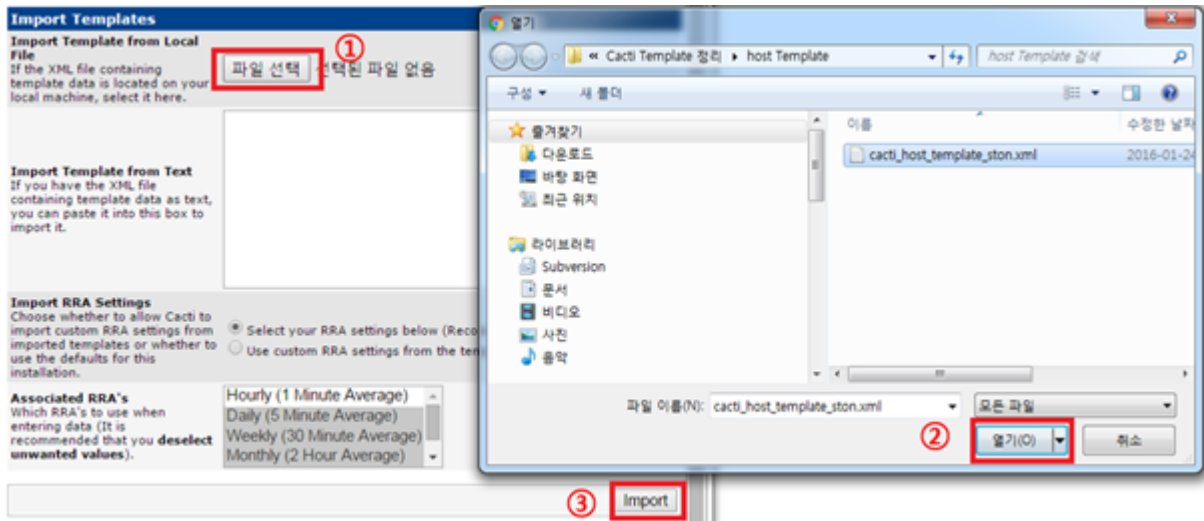 Import Templates
Import Template from Local
File
If the XML file containing
template data is located on your
local machine, select it here.
①
파일 선택 선택된 파일 없음
Import Template from Text
If you have the XML file
containing template data as text,
you can paste it into this box to
import it.
Import RRA Settings
Choose whether to allow Cacti to
import custom RRA settings from
imported templates or whether to
use the defaults for this
installation.
Select your RRA settings below (Reco
Use custom RRA settings from the ten
Associated RRA's
Which RRA's to use when
entering data (It is
recommended that you deselect
unwanted values).
Hourly (1 Minute Average)
Daily (5 Minute Average)
Weekly (30 Minute Average)
Monthly (2 Hour Average)
③ Import
열기
« Cacti Template 정리 ▸ host Template
host Template 검색
구성 ▼ 새 폴더
즐겨찾기
다운로드
바탕 화면
최근 위치
라이브러리
Subversion
문서
비디오
사진
음악
이름 수정한 날짜
cacti_host_template_ston.xml 2016-01-24
파일 이름(N): cacti_host_template_ston.xml
모든 파일
② 열기(O) 취소